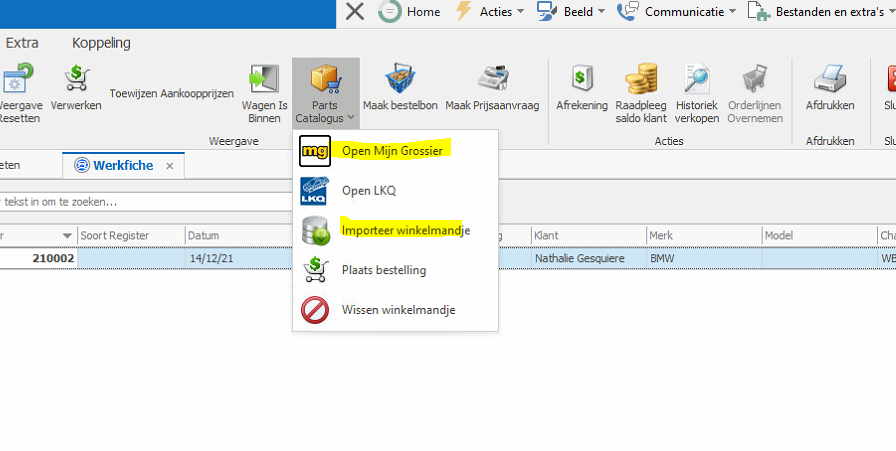 Home
Acties
Beeld
Communicatie
Bestanden en extra's
Extra
Koppeling
Weergave
Resetten
Verwerken
Toewijzen Aankoopprijzen
Wagen Is
Binnen
Parts
Catalogus
Maak bestelbon
Maak Prijsaanvraag
Afrekening
Raadpleeg
saldo klant
Historiek
verkopen
Orderlijnen
Overnemen
Afdrukken
Slu
Weergave
Acties
Afdrukken
Slu
eten
Werkfiche
r tekst in om te zoeken...
mg
Open Mijn Grossier
LKQ
Open LKQ
Importeer winkelmandje
Plaats bestelling
Wissen winkelmandje
r
Soort Register
Datum
g
Klant
Merk
Model
Cha
210002
14/12/21
Nathalie Gesquiere
BMW
WB